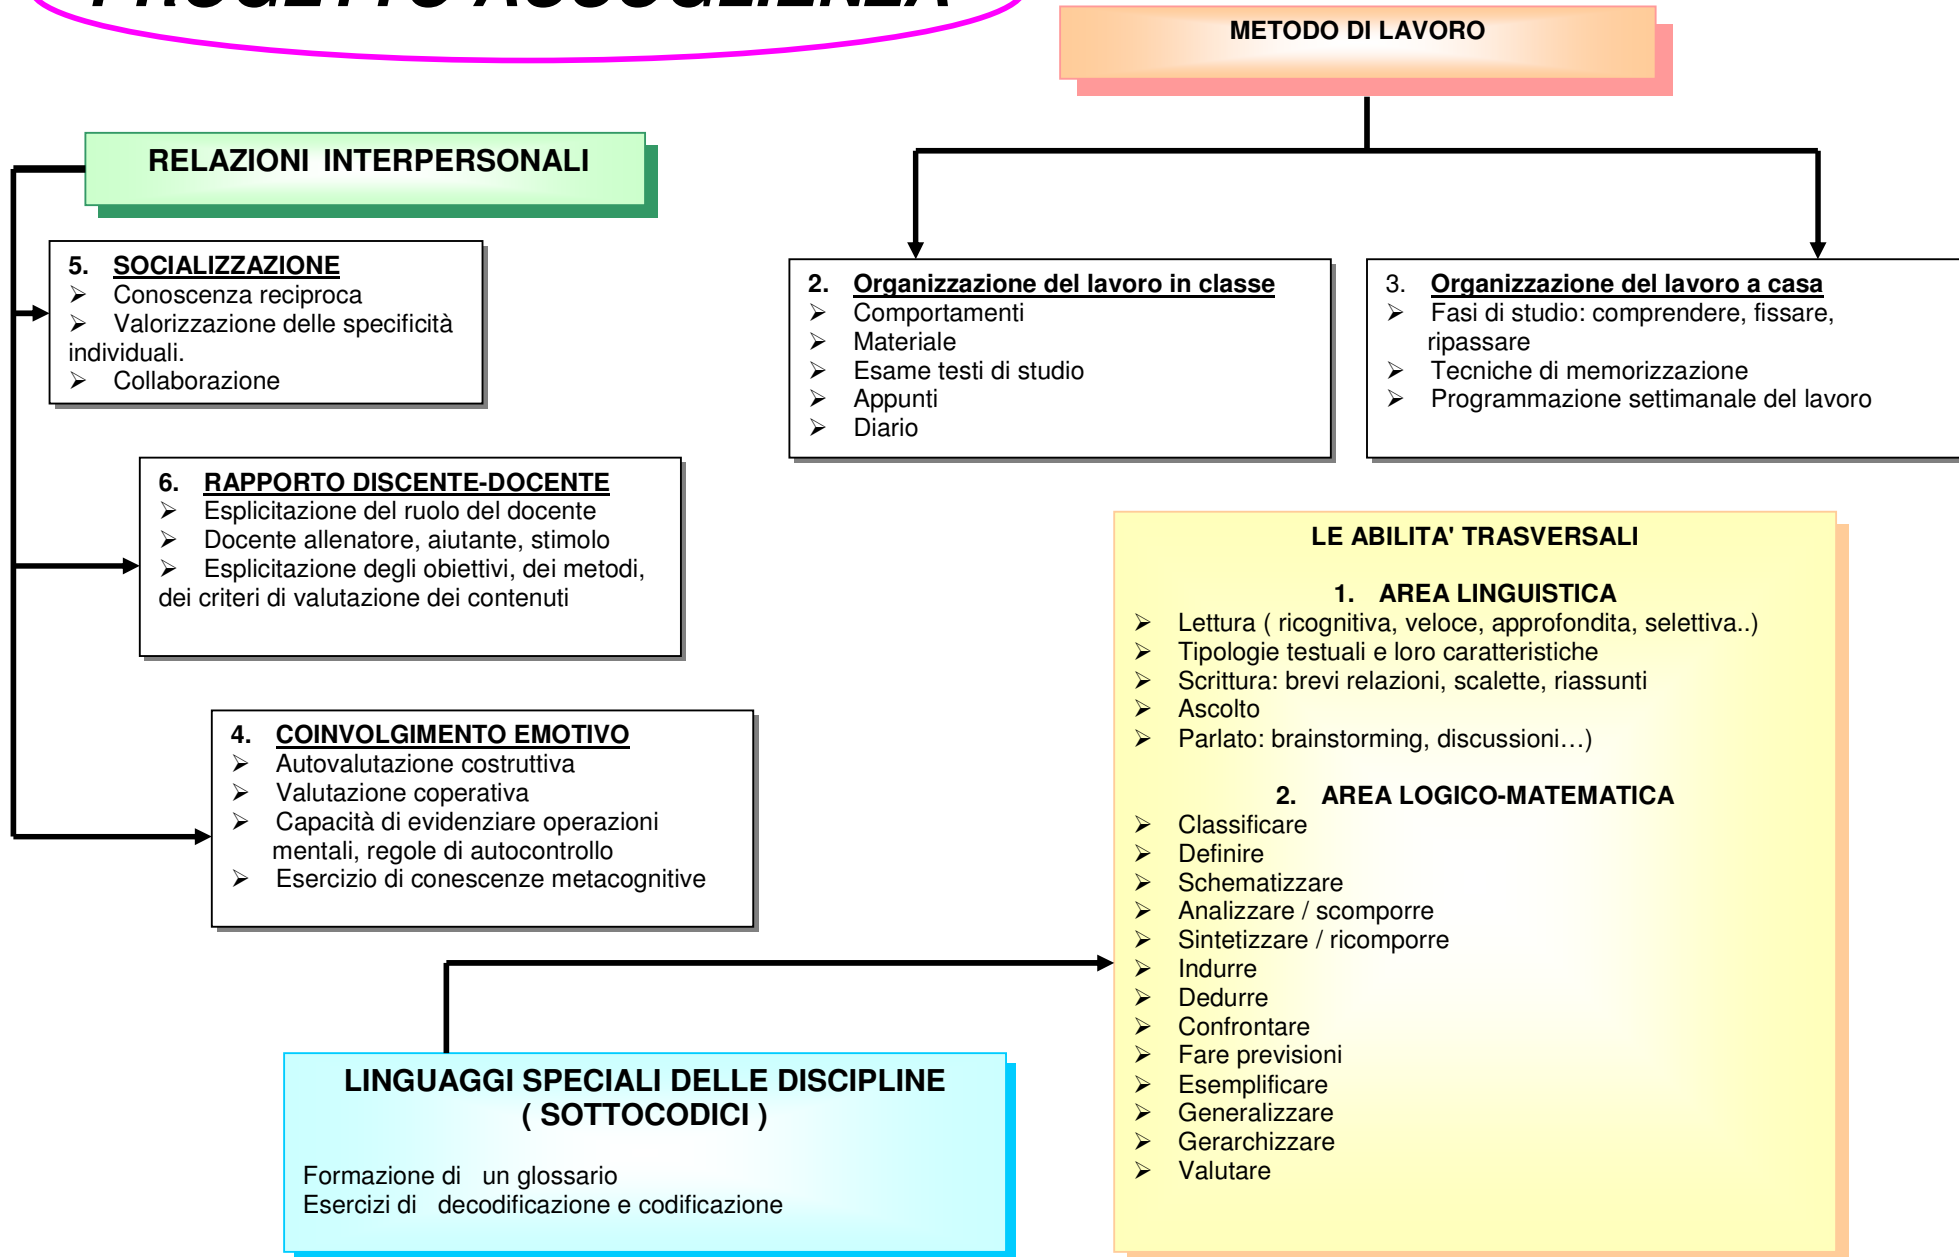 PROGETTO ACCOGLIENZA
METODO DI LAVORO
RELAZIONI INTERPERSONALI
5. SOCIALIZZAZIONE
➢ Conoscenza reciproca
➢ Valorizzazione delle specificità
individuali.
➢ Collaborazione
2. Organizzazione del lavoro in classe
➢ Comportamenti
➢ Materiale
➢ Esame testi di studio
➢ Appunti
➢ Diario
3. Organizzazione del lavoro a casa
➢ Fasi di studio: comprendere, fissare,
ripassare
➢ Tecniche di memorizzazione
➢ Programmazione settimanale del lavoro
6. RAPPORTO DISCENTE-DOCENTE
➢ Esplicitazione del ruolo del docente
➢ Docente allenatore, aiutante, stimolo
➢ Esplicitazione degli obiettivi, dei metodi,
dei criteri di valutazione dei contenuti
4. COINVOLGIMENTO EMOTIVO
➢ Autovalutazione costruttiva
➢ Valutazione coperativa
➢ Capacità di evidenziare operazioni
mentali, regole di autocontrollo
➢ Esercizio di conescenze metacognitive
LE ABILITA' TRASVERSALI
1. AREA LINGUISTICA
➢ Lettura ( ricognitiva, veloce, approfondita, selettiva..)
➢ Tipologie testuali e loro caratteristiche
➢ Scrittura: brevi relazioni, scalette, riassunti
➢ Ascolto
➢ Parlato: brainstorming, discussioni…)
2. AREA LOGICO-MATEMATICA
➢ Classificare
➢ Definire
➢ Schematizzare
➢ Analizzare / scomporre
➢ Sintetizzare / ricomporre
➢ Indurre
➢ Dedurre
➢ Confrontare
➢ Fare previsioni
➢ Esemplificare
➢ Generalizzare
➢ Gerarchizzare
➢ Valutare
LINGUAGGI SPECIALI DELLE DISCIPLINE
( SOTTOCODICI )
Formazione di un glossario
Esercizi di decodificazione e codificazione